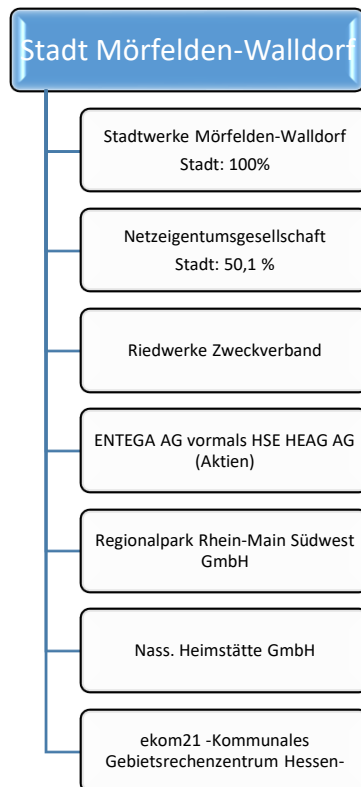 Stadt Mörfelden-Walldorf
Stadtwerke Mörfelden-Walldorf
Stadt: 100%
Netzeigentumsgesellschaft
Stadt: 50,1 %
Riedwerke Zweckverband
ENTEGA AG vormals HSE HEAG AG
(Aktien)
Regionalpark Rhein-Main Südwest
GmbH
Nass. Heimstätte GmbH
ekom21 -Kommunales
Gebietsrechenzentrum Hessen-